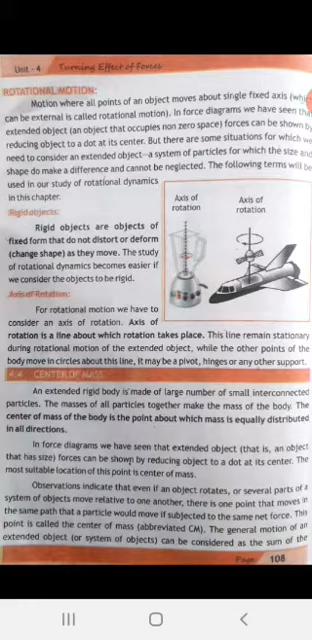 Unit - 4 Turning Effect of Forces
ROTATIONAL MOTION:
Motion where all points of an object moves about single fixed axis
can be external is called rotational motion). In force diagrams we have seen
extended object (an object that occupies non zero space) forces can be shown by
reducing object to a dot at its center. But there are some situations for which we
need to consider an extended object-a system of particles for which the size and
shape do make a difference and cannot be neglected. The following terms will be
used in our study of rotational dynamics
in this chapter.
Rigid objects:
Rigid objects are objects of
fixed form that do not distort or deform
(change shape) as they move. The study
of rotational dynamics becomes easier if
we consider the objects to be rigid.
Axis of
rotation
Axis of
rotation
Axis of Rotation:
For rotational motion we have to
consider an axis of rotation. Axis of
rotation is a line about which rotation takes place. This line remain stationary
during rotational motion of the extended object, while the other points of the
body move in circles about this line, it may be a pivot, hinges or any other support.
4.4 CENTER OF MASS
An extended rigid body is made of large number of small interconnected
particles. The masses of all particles together make the mass of the body. The
center of mass of the body is the point about which mass is equally distributed
in all directions.
In force diagrams we have seen that extended object (that is, an object
that has size) forces can be shown by reducing object to a dot at its center. The
most suitable location of this point is center of mass.
Observations indicate that even if an object rotates, or several parts of a
system of objects move relative to one another, there is one point that moves in
the same path that a particle would move if subjected to the same net force. This
point is called the center of mass (abbreviated CM). The general motion of an
extended object (or system of objects) can be considered as the sum of the
Page 108